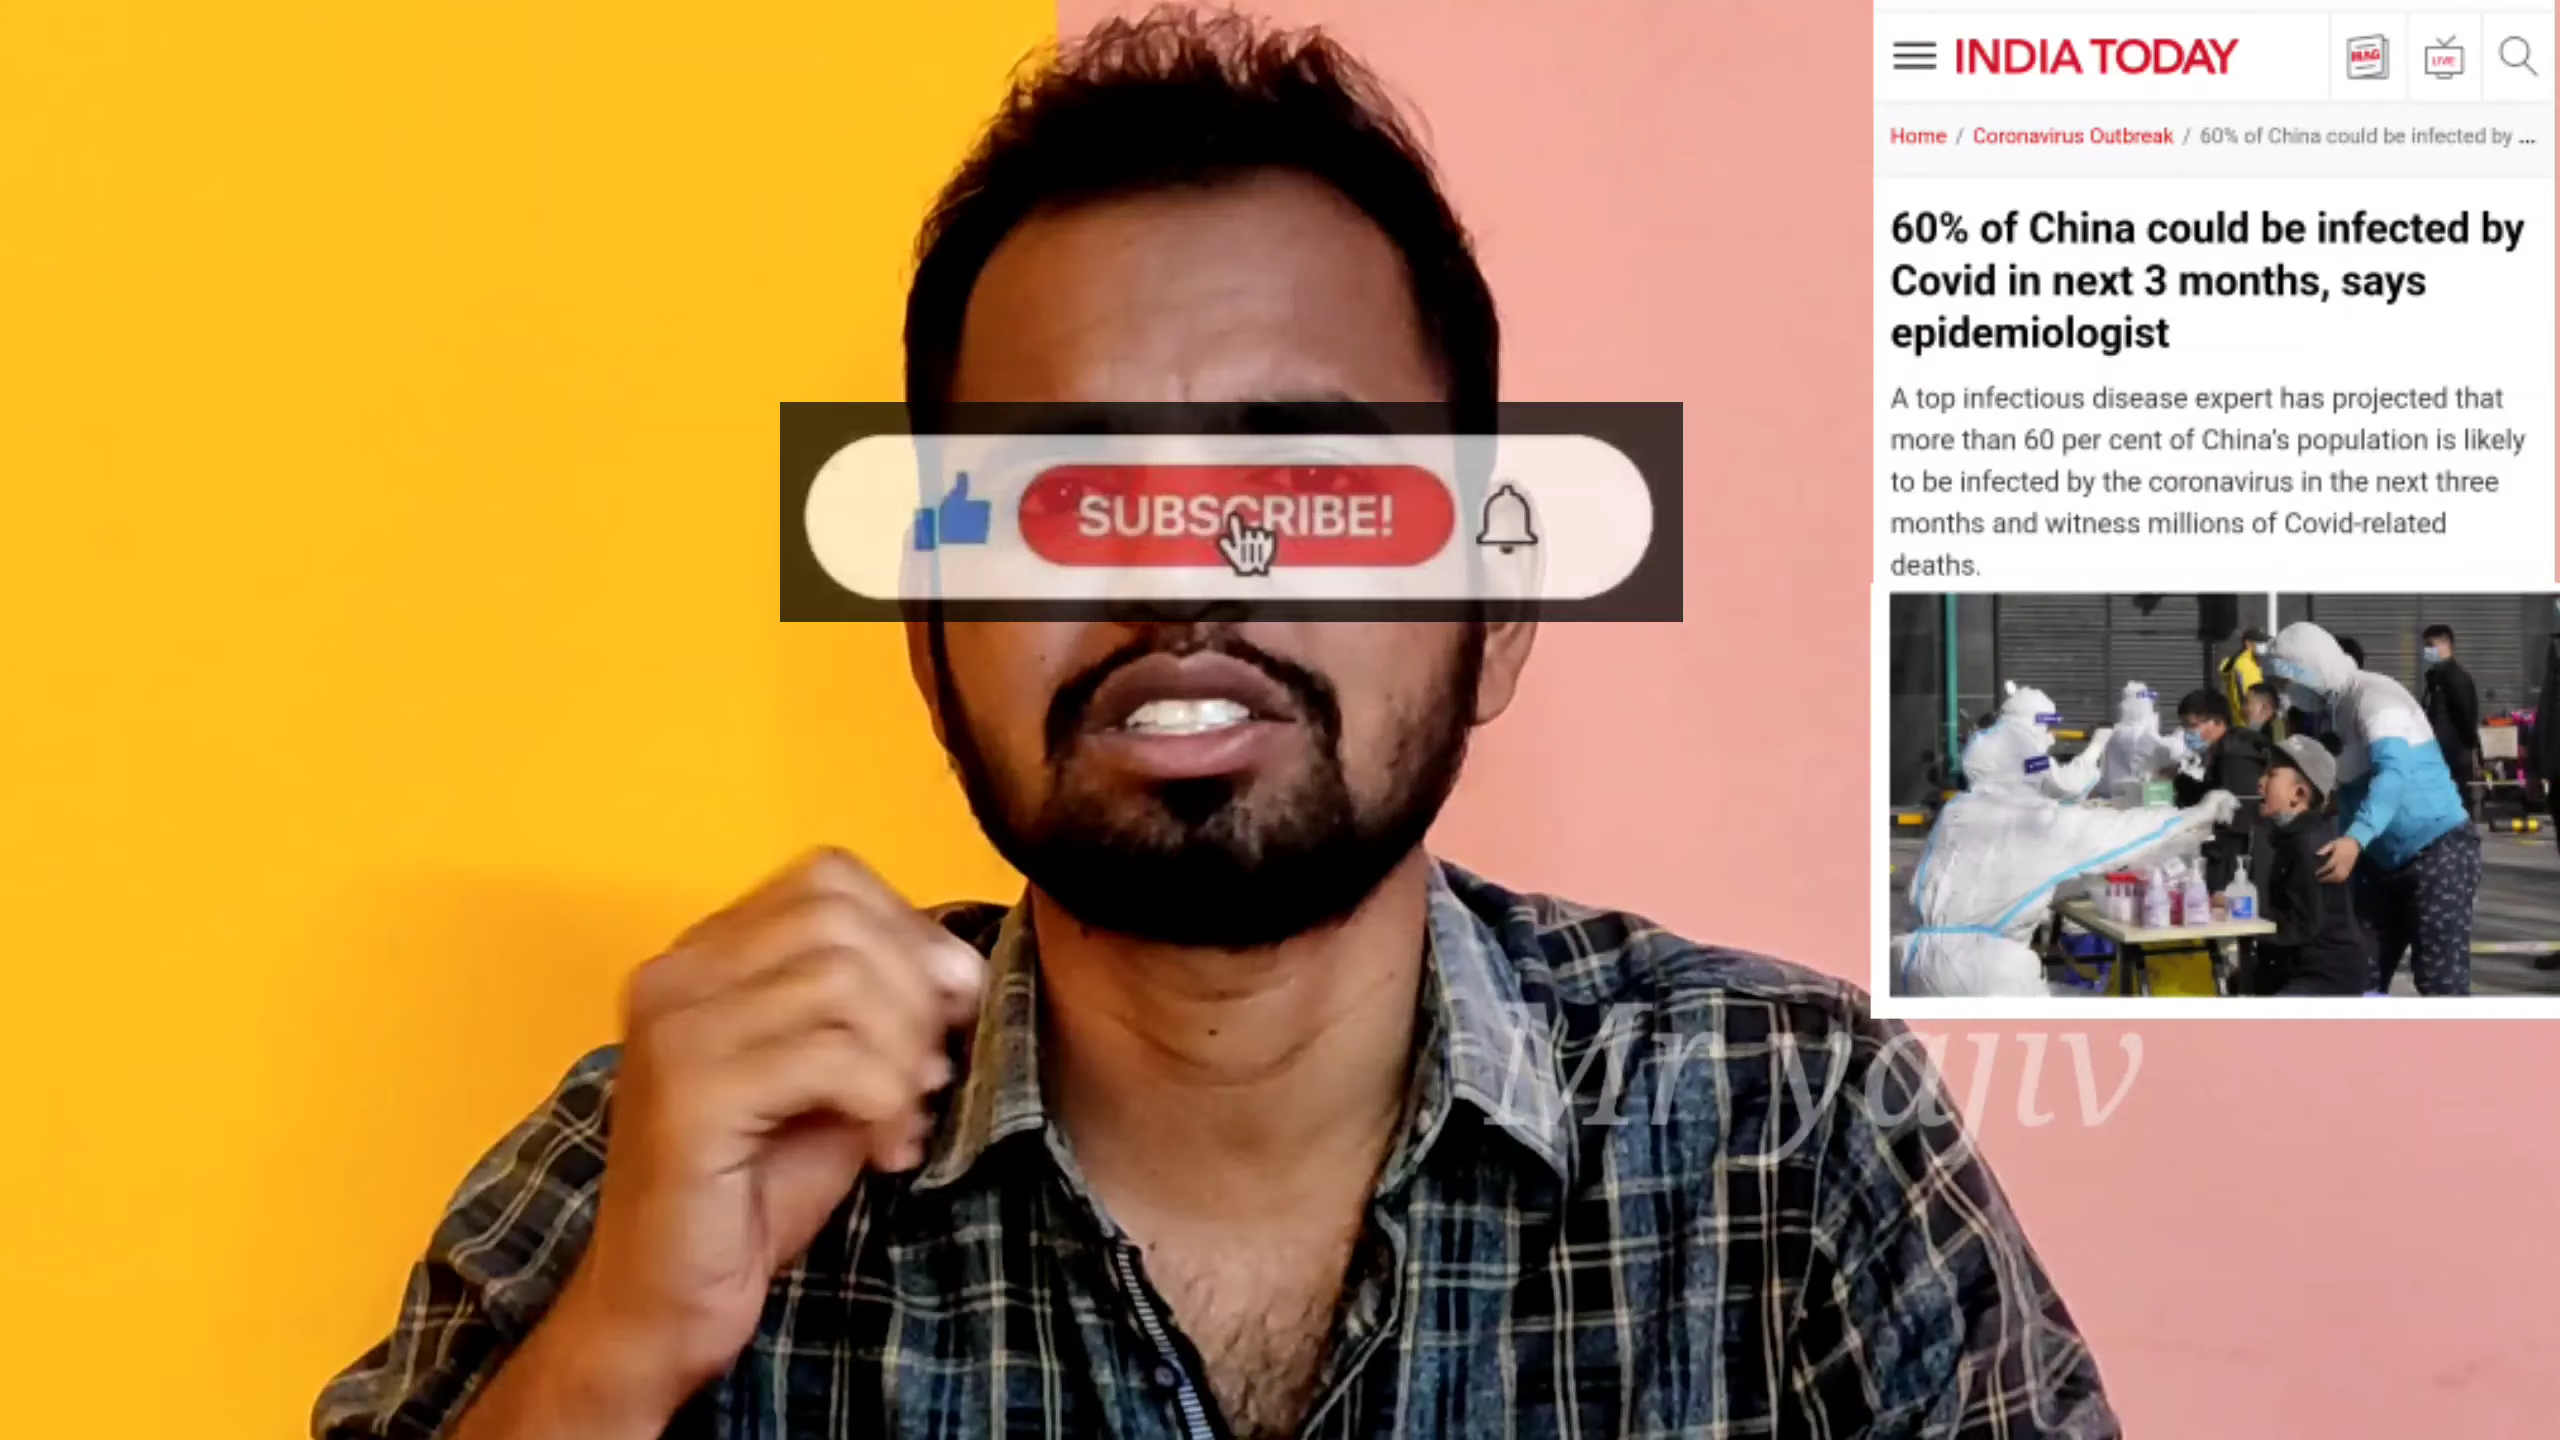 INDIA TODAY
MAG
LIVE
Home / Coronavirus Outbreak / 60% of China could be infected by ...
60% of China could be infected by
Covid in next 3 months, says
epidemiologist
A top infectious disease expert has projected that
more than 60 per cent of China's population is likely
to be infected by the coronavirus in the next three
months and witness millions of Covid-related
deaths.
SUBSCRIBE!
Mr yajiv